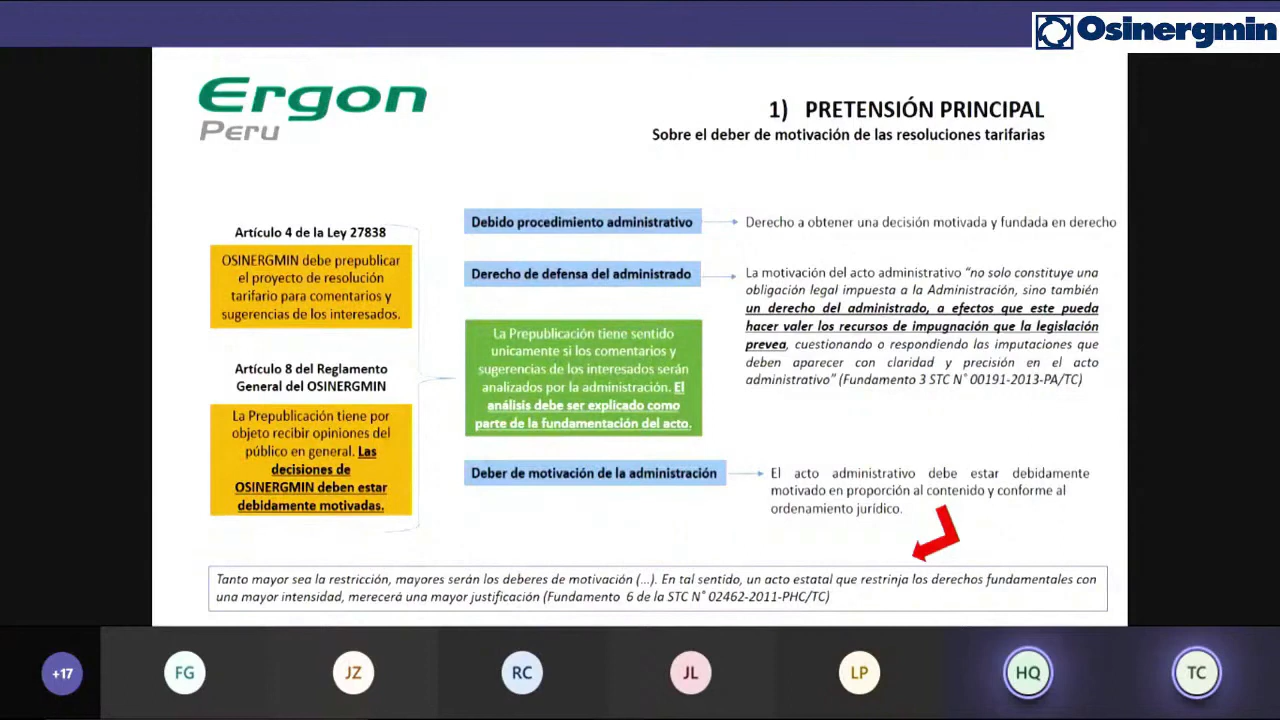 Osinergmin
Ergon
Peru
1) PRETENSIÓN PRINCIPAL
Sobre el deber de motivación de las resoluciones tarifarias
Artículo 4 de la Ley 27838
OSINERGMIN debe prepublicar
el proyecto de resolución
tarifario para comentarios y
sugerencias de los interesados.
Artículo 8 del Reglamento
General del OSINERGMIN
La Prepublicación tiene por
objeto recibir opiniones del
público en general. Las
decisiones de
OSINERGMIN deben estar
debidamente motivadas.
Debido procedimiento administrativo
Derecho a obtener una decisión motivada y fundada en derecho
Derecho de defensa del administrado
La motivación del acto administrativo “no solo constituye una
obligación legal impuesta a la Administración, sino también
un derecho del administrado, a efectos que este pueda
hacer valer los recursos de impugnación que la legislación
prevea, cuestionando o respondiendo las imputaciones que
deben aparecer con claridad y precisión en el acto
administrativo” (Fundamento 3 STC N° 00191-2013-PA/TC)
La Prepublicación tiene sentido
unicamente si los comentarios y
sugerencias de los interesados serán
analizados por la administración. El
análisis debe ser explicado como
parte de la fundamentación del acto.
Deber de motivación de la administración
El acto administrativo debe estar debidamente
motivado en proporción al contenido y conforme al
ordenamiento jurídico.
Tanto mayor sea la restricción, mayores serán los deberes de motivación (...). En tal sentido, un acto estatal que restrinja los derechos fundamentales con
una mayor intensidad, merecerá una mayor justificación (Fundamento 6 de la STC N° 02462-2011-PHC/TC)
+17
FG
JZ
RC
JL
LP
HQ
TC